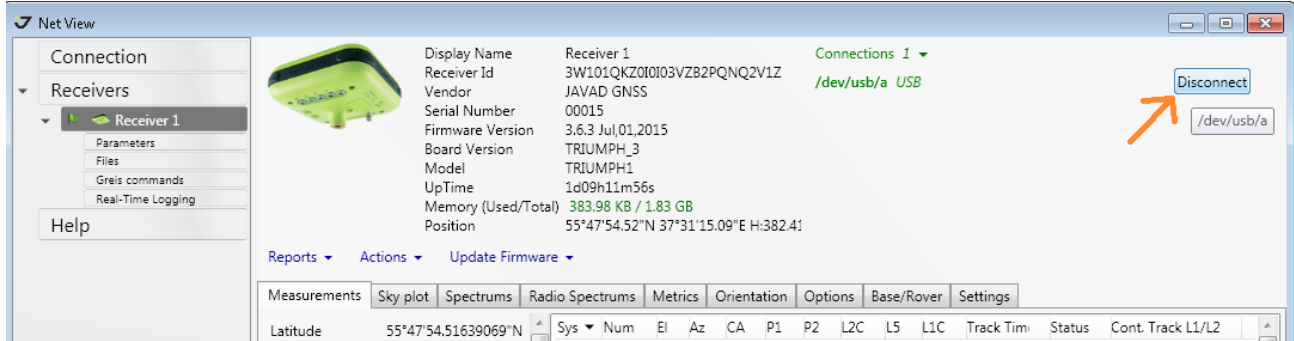 Net View
Connection
Receivers
Receiver 1
Parameters
Files
Greis commands
Real-Time Logging
Help
Display Name Receiver 1
Receiver Id 3W101QKZ0I0I03VZB2PQNQ2V1Z
Vendor JAVAD GNSS
Serial Number 00015
Firmware Version 3.6.3 Jul,01,2015
Board Version TRIUMPH_3
Model TRIUMPH1
UpTime 1d09h11m56s
Memory (Used/Total) 383.98 KB / 1.83 GB
Position 55°47'54.52"N 37°31'15.09"E H:382.41
Connections 1
/dev/usb/a USB
Disconnect
/dev/usb/a
Reports Actions Update Firmware
Measurements Sky plot Spectrums Radio Spectrums Metrics Orientation Options Base/Rover Settings
Latitude 55°47'54.51639069"N
Sys Num El Az CA P1 P2 L2C L5 L1C Track Tim Status Cont. Track L1/L2